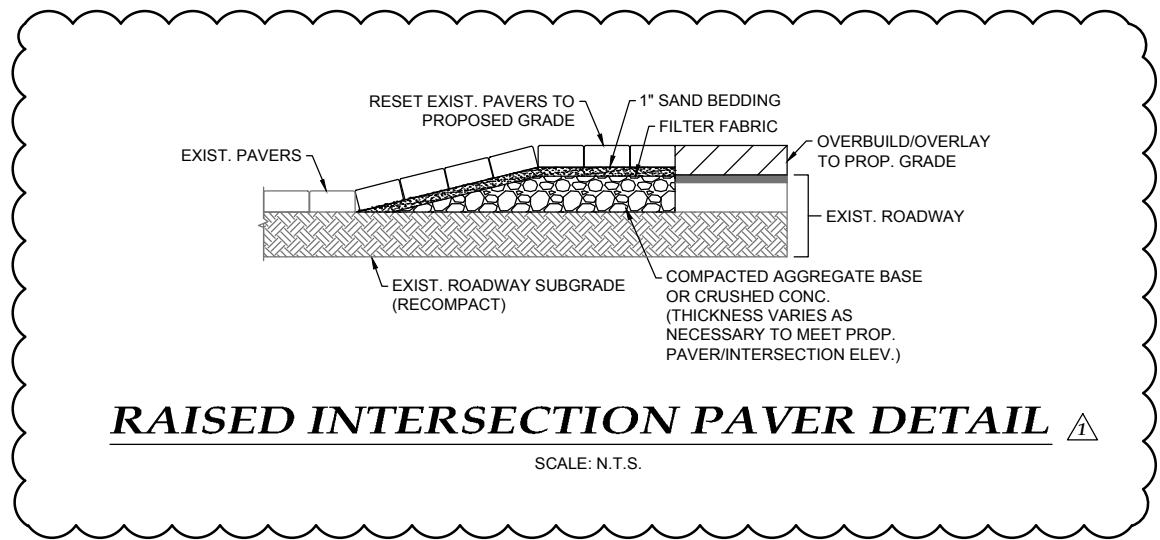 RESET EXIST. PAVERS TO
PROPOSED GRADE
1" SAND BEDDING
FILTER FABRIC
EXIST. PAVERS
OVERBUILD/OVERLAY
TO PROP. GRADE
EXIST. ROADWAY
EXIST. ROADWAY SUBGRADE
(RECOMPACT)
COMPACTED AGGREGATE BASE
OR CRUSHED CONC.
(THICKNESS VARIES AS
NECESSARY TO MEET PROP.
PAVER/INTERSECTION ELEV.)
RAISED INTERSECTION PAVER DETAIL 1
SCALE: N.T.S.